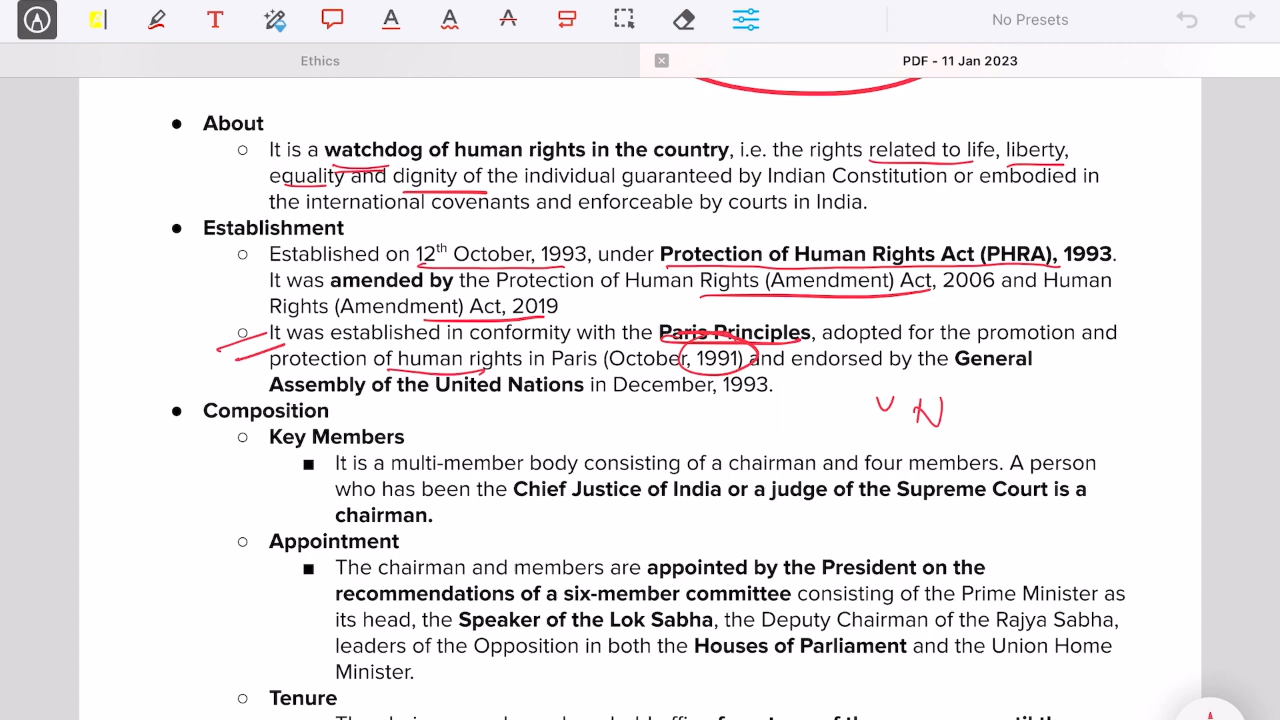 T
A
A
A
No Presets
Ethics
PDF - 11 Jan 2023
● About
○ It is a watchdog of human rights in the country, i.e. the rights related to life, liberty,
equality and dignity of the individual guaranteed by Indian Constitution or embodied in
the international covenants and enforceable by courts in India.
● Establishment
○ Established on 12th October, 1993, under Protection of Human Rights Act (PHRA), 1993.
It was amended by the Protection of Human Rights (Amendment) Act, 2006 and Human
Rights (Amendment) Act, 2019
○ It was established in conformity with the Paris Principles, adopted for the promotion and
protection of human rights in Paris (October, 1991) and endorsed by the General
Assembly of the United Nations in December, 1993.
U N
● Composition
○ Key Members
■ It is a multi-member body consisting of a chairman and four members. A person
who has been the Chief Justice of India or a judge of the Supreme Court is a
chairman.
○ Appointment
■ The chairman and members are appointed by the President on the
recommendations of a six-member committee consisting of the Prime Minister as
its head, the Speaker of the Lok Sabha, the Deputy Chairman of the Rajya Sabha,
leaders of the Opposition in both the Houses of Parliament and the Union Home
Minister.
○ Tenure